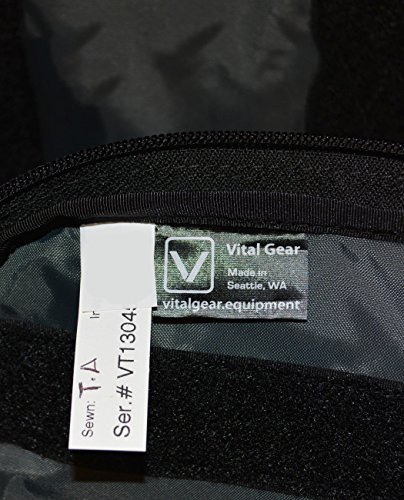 V
Vital Gear
Made in
Seattle, WA
vitalgear.equipment
Sewn: T.A
Ser.# VT1304